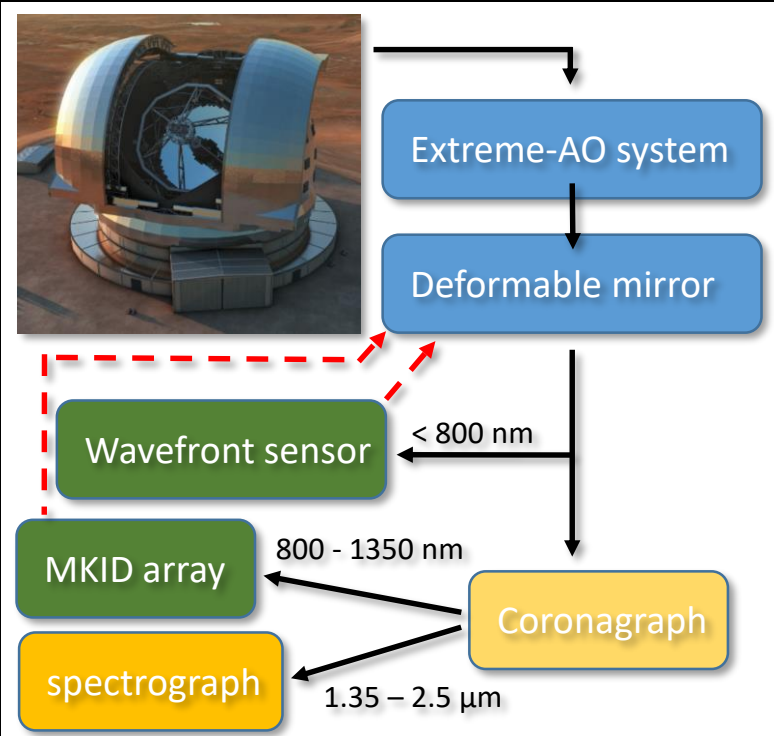 Extreme-AO system
Deformable mirror
< 800 nm
Wavefront sensor
800 - 1350 nm
MKID array
Coronagraph
spectrograph
1.35 – 2.5 μm